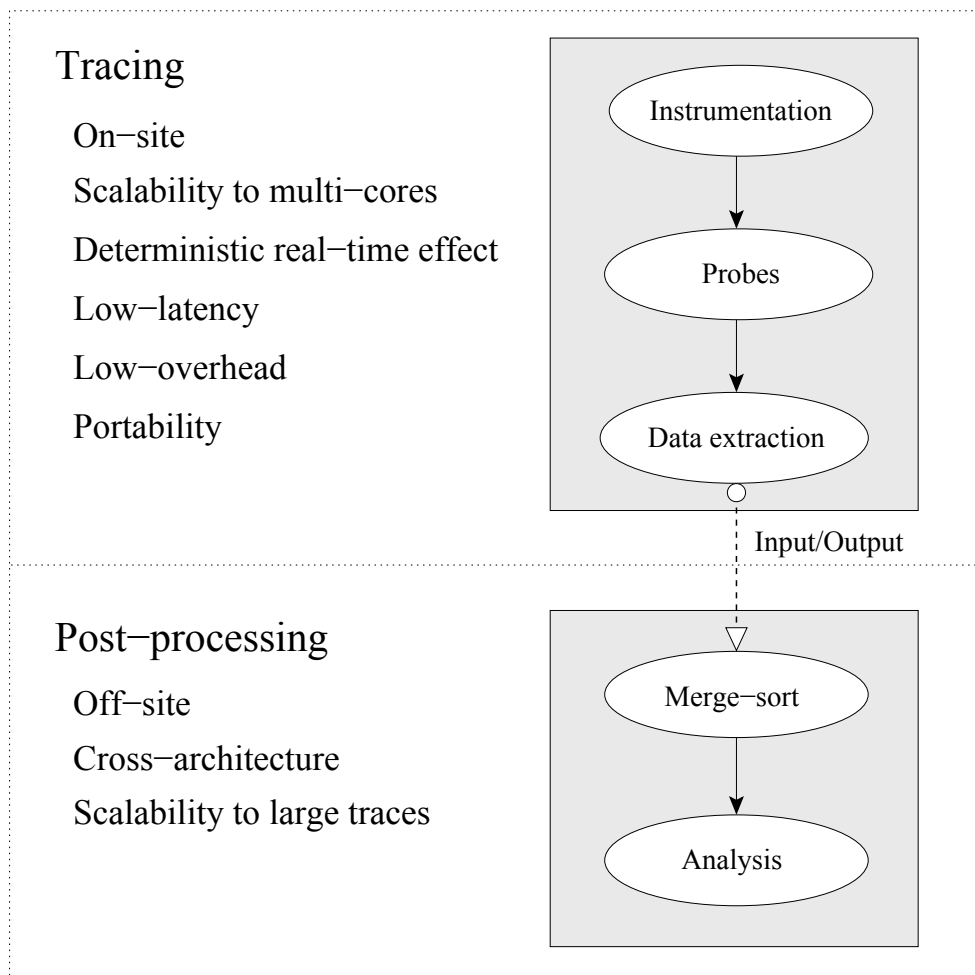 Tracing
On−site
Scalability to multi−cores
Deterministic real−time effect
Low−latency
Low−overhead
Portability
Instrumentation
Probes
Data extraction
Input/Output
Post−processing
Off−site
Cross−architecture
Scalability to large traces
Merge−sort
Analysis